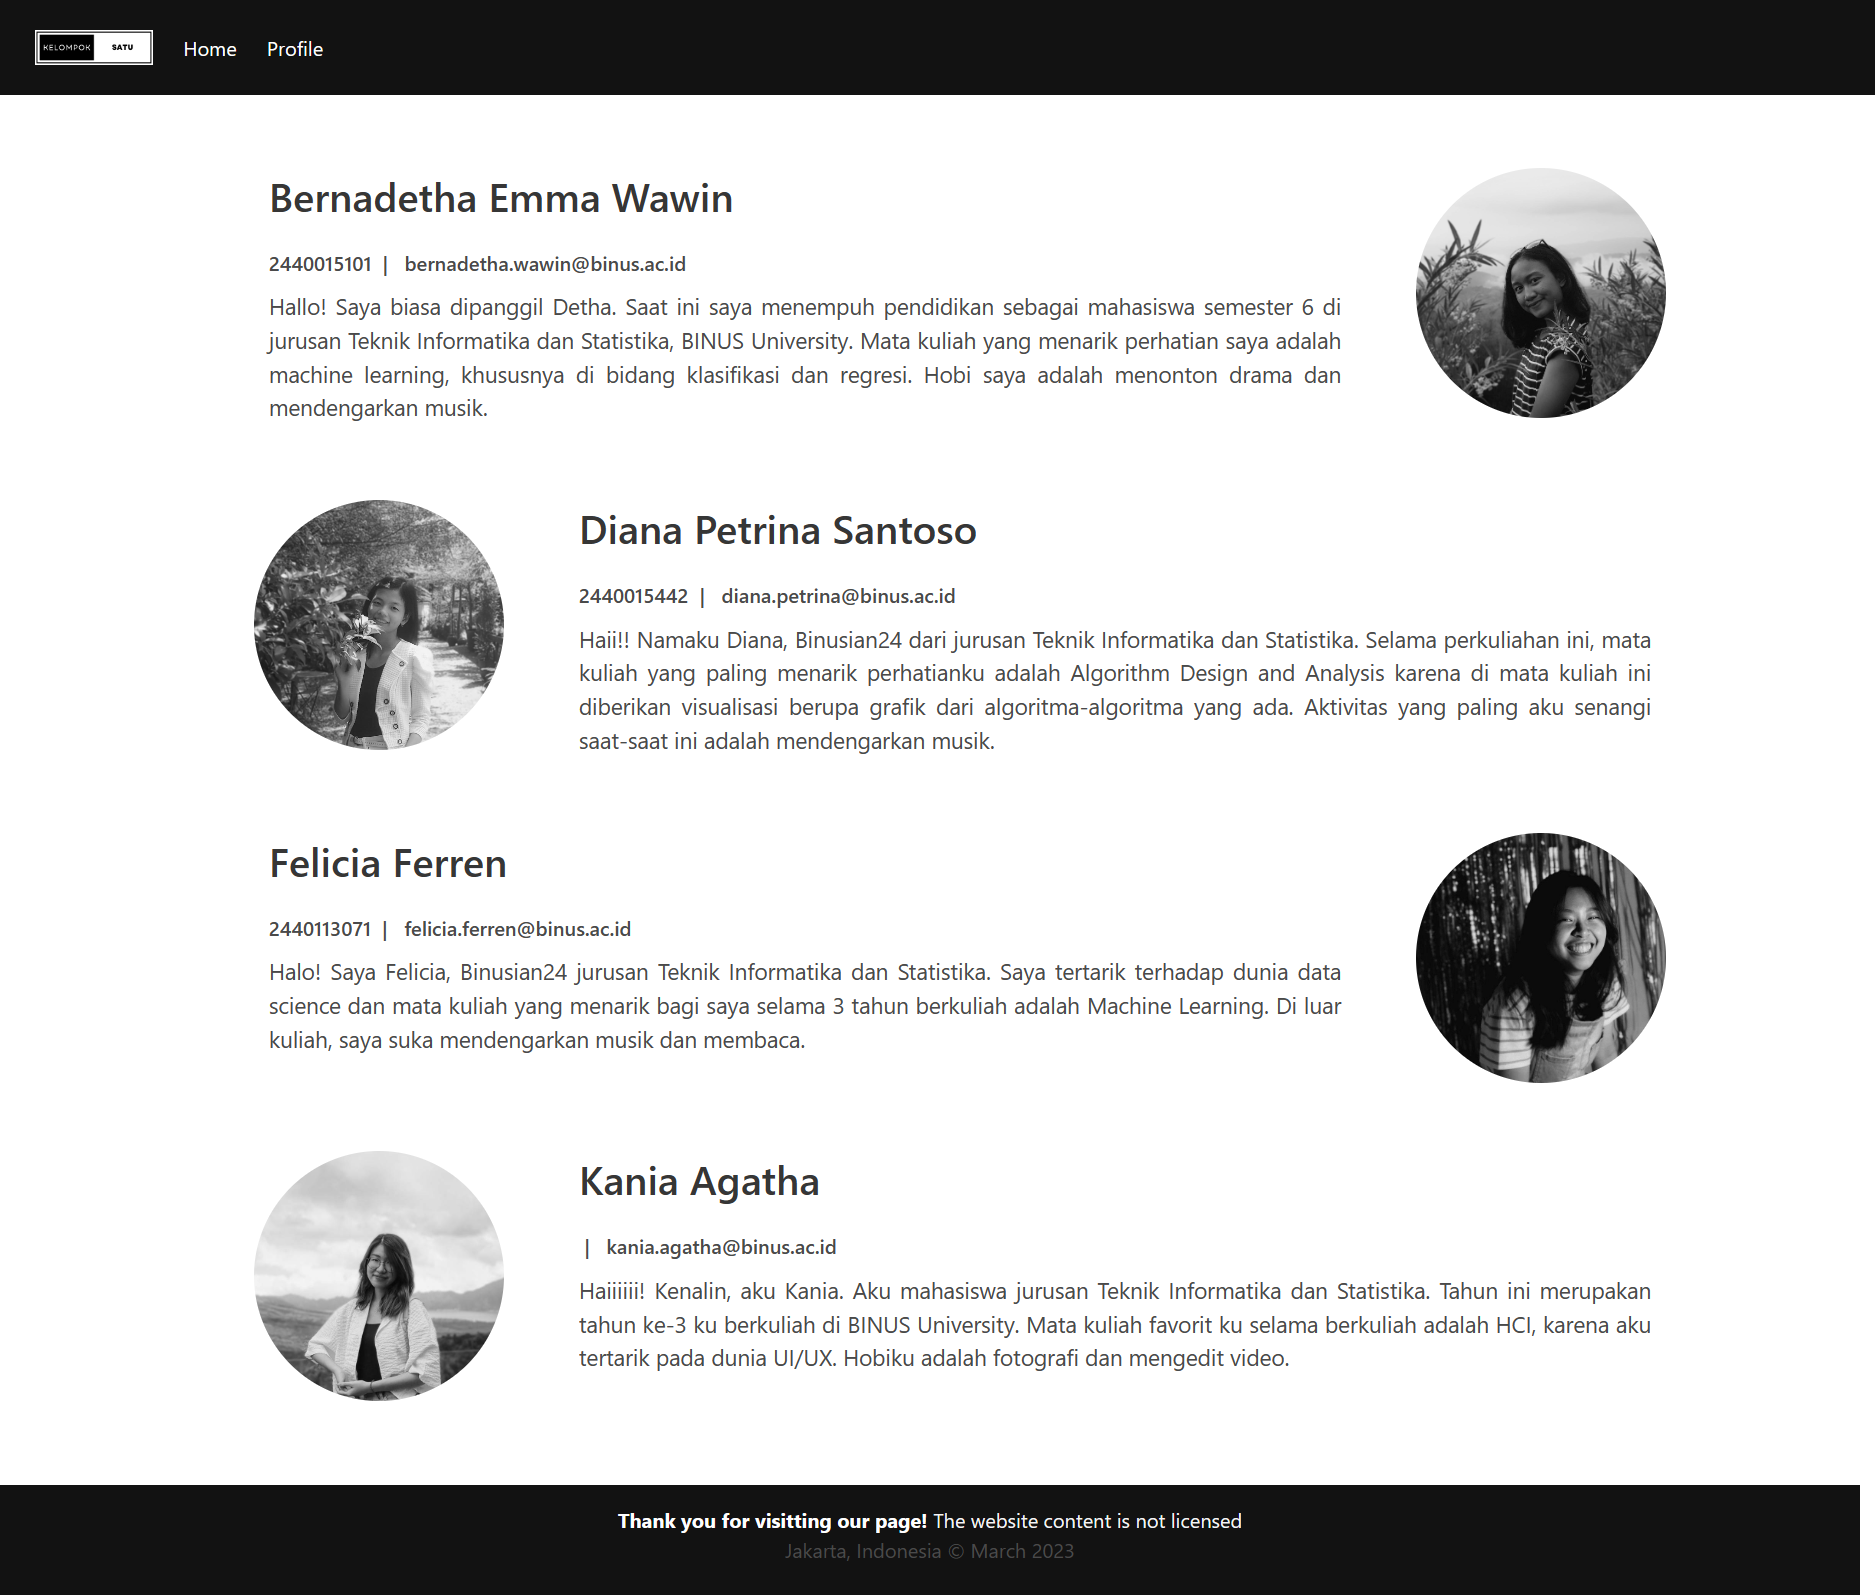 KELOMPOK SATU Home Profile
Bernadetha Emma Wawin
2440015101 | bernadetha.wawin@binus.ac.id
Hallo! Saya biasa dipanggil Detha. Saat ini saya menempuh pendidikan sebagai mahasiswa semester 6 di
jurusan Teknik Informatika dan Statistika, BINUS University. Mata kuliah yang menarik perhatian saya adalah
machine learning, khususnya di bidang klasifikasi dan regresi. Hobi saya adalah menonton drama dan
mendengarkan musik.
Diana Petrina Santoso
2440015442 | diana.petrina@binus.ac.id
Haii!! Namaku Diana, Binusian24 dari jurusan Teknik Informatika dan Statistika. Selama perkuliahan ini, mata
kuliah yang paling menarik perhatianku adalah Algorithm Design and Analysis karena di mata kuliah ini
diberikan visualisasi berupa grafik dari algoritma-algoritma yang ada. Aktivitas yang paling aku senangi
saat-saat ini adalah mendengarkan musik.
Felicia Ferren
2440113071 | felicia.ferren@binus.ac.id
Halo! Saya Felicia, Binusian24 jurusan Teknik Informatika dan Statistika. Saya tertarik terhadap dunia data
science dan mata kuliah yang menarik bagi saya selama 3 tahun berkuliah adalah Machine Learning. Di luar
kuliah, saya suka mendengarkan musik dan membaca.
Kania Agatha
| kania.agatha@binus.ac.id
Haiiiiii! Kenalin, aku Kania. Aku mahasiswa jurusan Teknik Informatika dan Statistika. Tahun ini merupakan
tahun ke-3 ku berkuliah di BINUS University. Mata kuliah favorit ku selama berkuliah adalah HCI, karena aku
tertarik pada dunia UI/UX. Hobiku adalah fotografi dan mengedit video.
Thank you for visitting our page! The website content is not licensed
Jakarta, Indonesia © March 2023